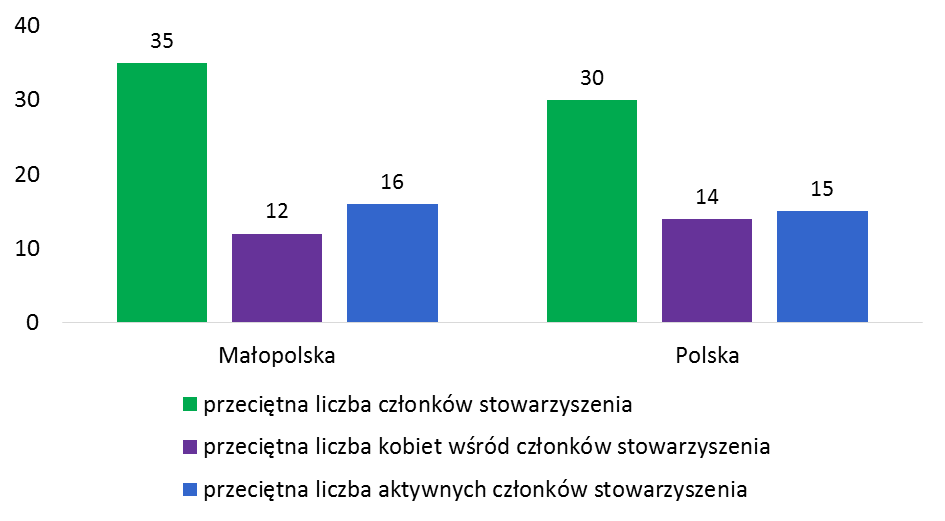 40
35
30
30
20
16
12
14
15
10
0
Małopolska
Polska
przeciętna liczba członków stowarzyszenia
przeciętna liczba kobiet wśród członków stowarzyszenia
przeciętna liczba aktywnych członków stowarzyszenia